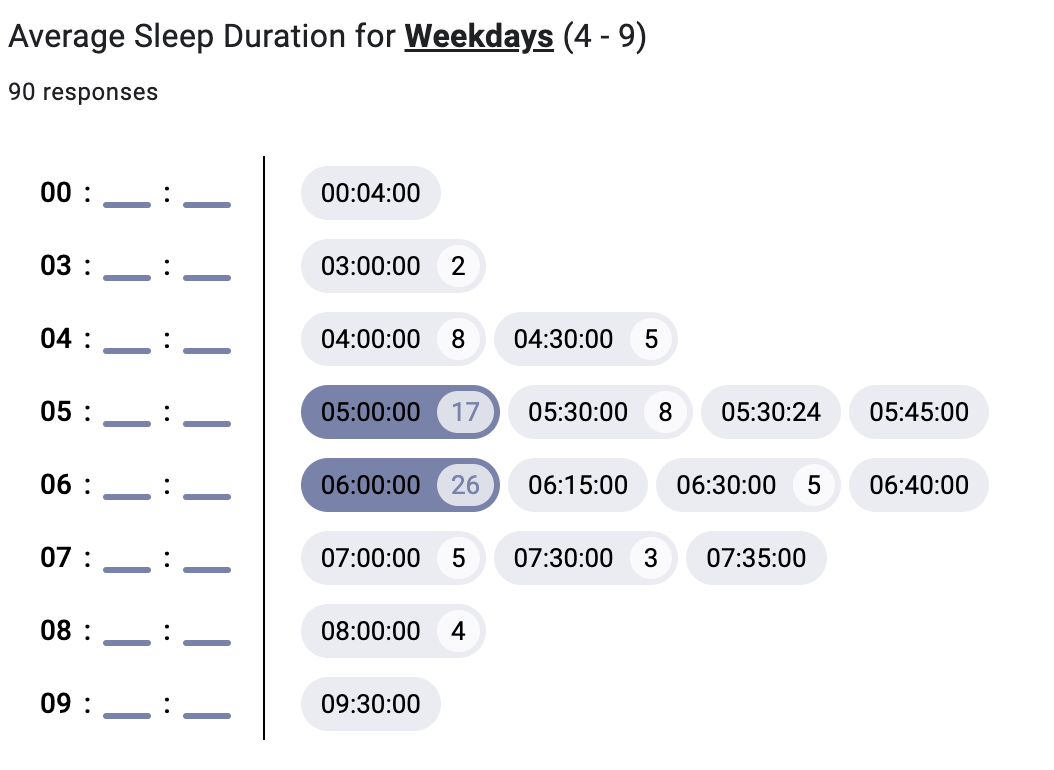 Average Sleep Duration for Weekdays (4 - 9)
90 responses
00 : __ : __ 00:04:00
03 : __ : __ 03:00:00 2
04 : __ : __ 04:00:00 8 04:30:00 5
05 : __ : __ 05:00:00 17 05:30:00 8 05:30:24 05:45:00
06 : __ : __ 06:00:00 26 06:15:00 06:30:00 5 06:40:00
07 : __ : __ 07:00:00 5 07:30:00 3 07:35:00
08 : __ : __ 08:00:00 4
09 : __ : __ 09:30:00